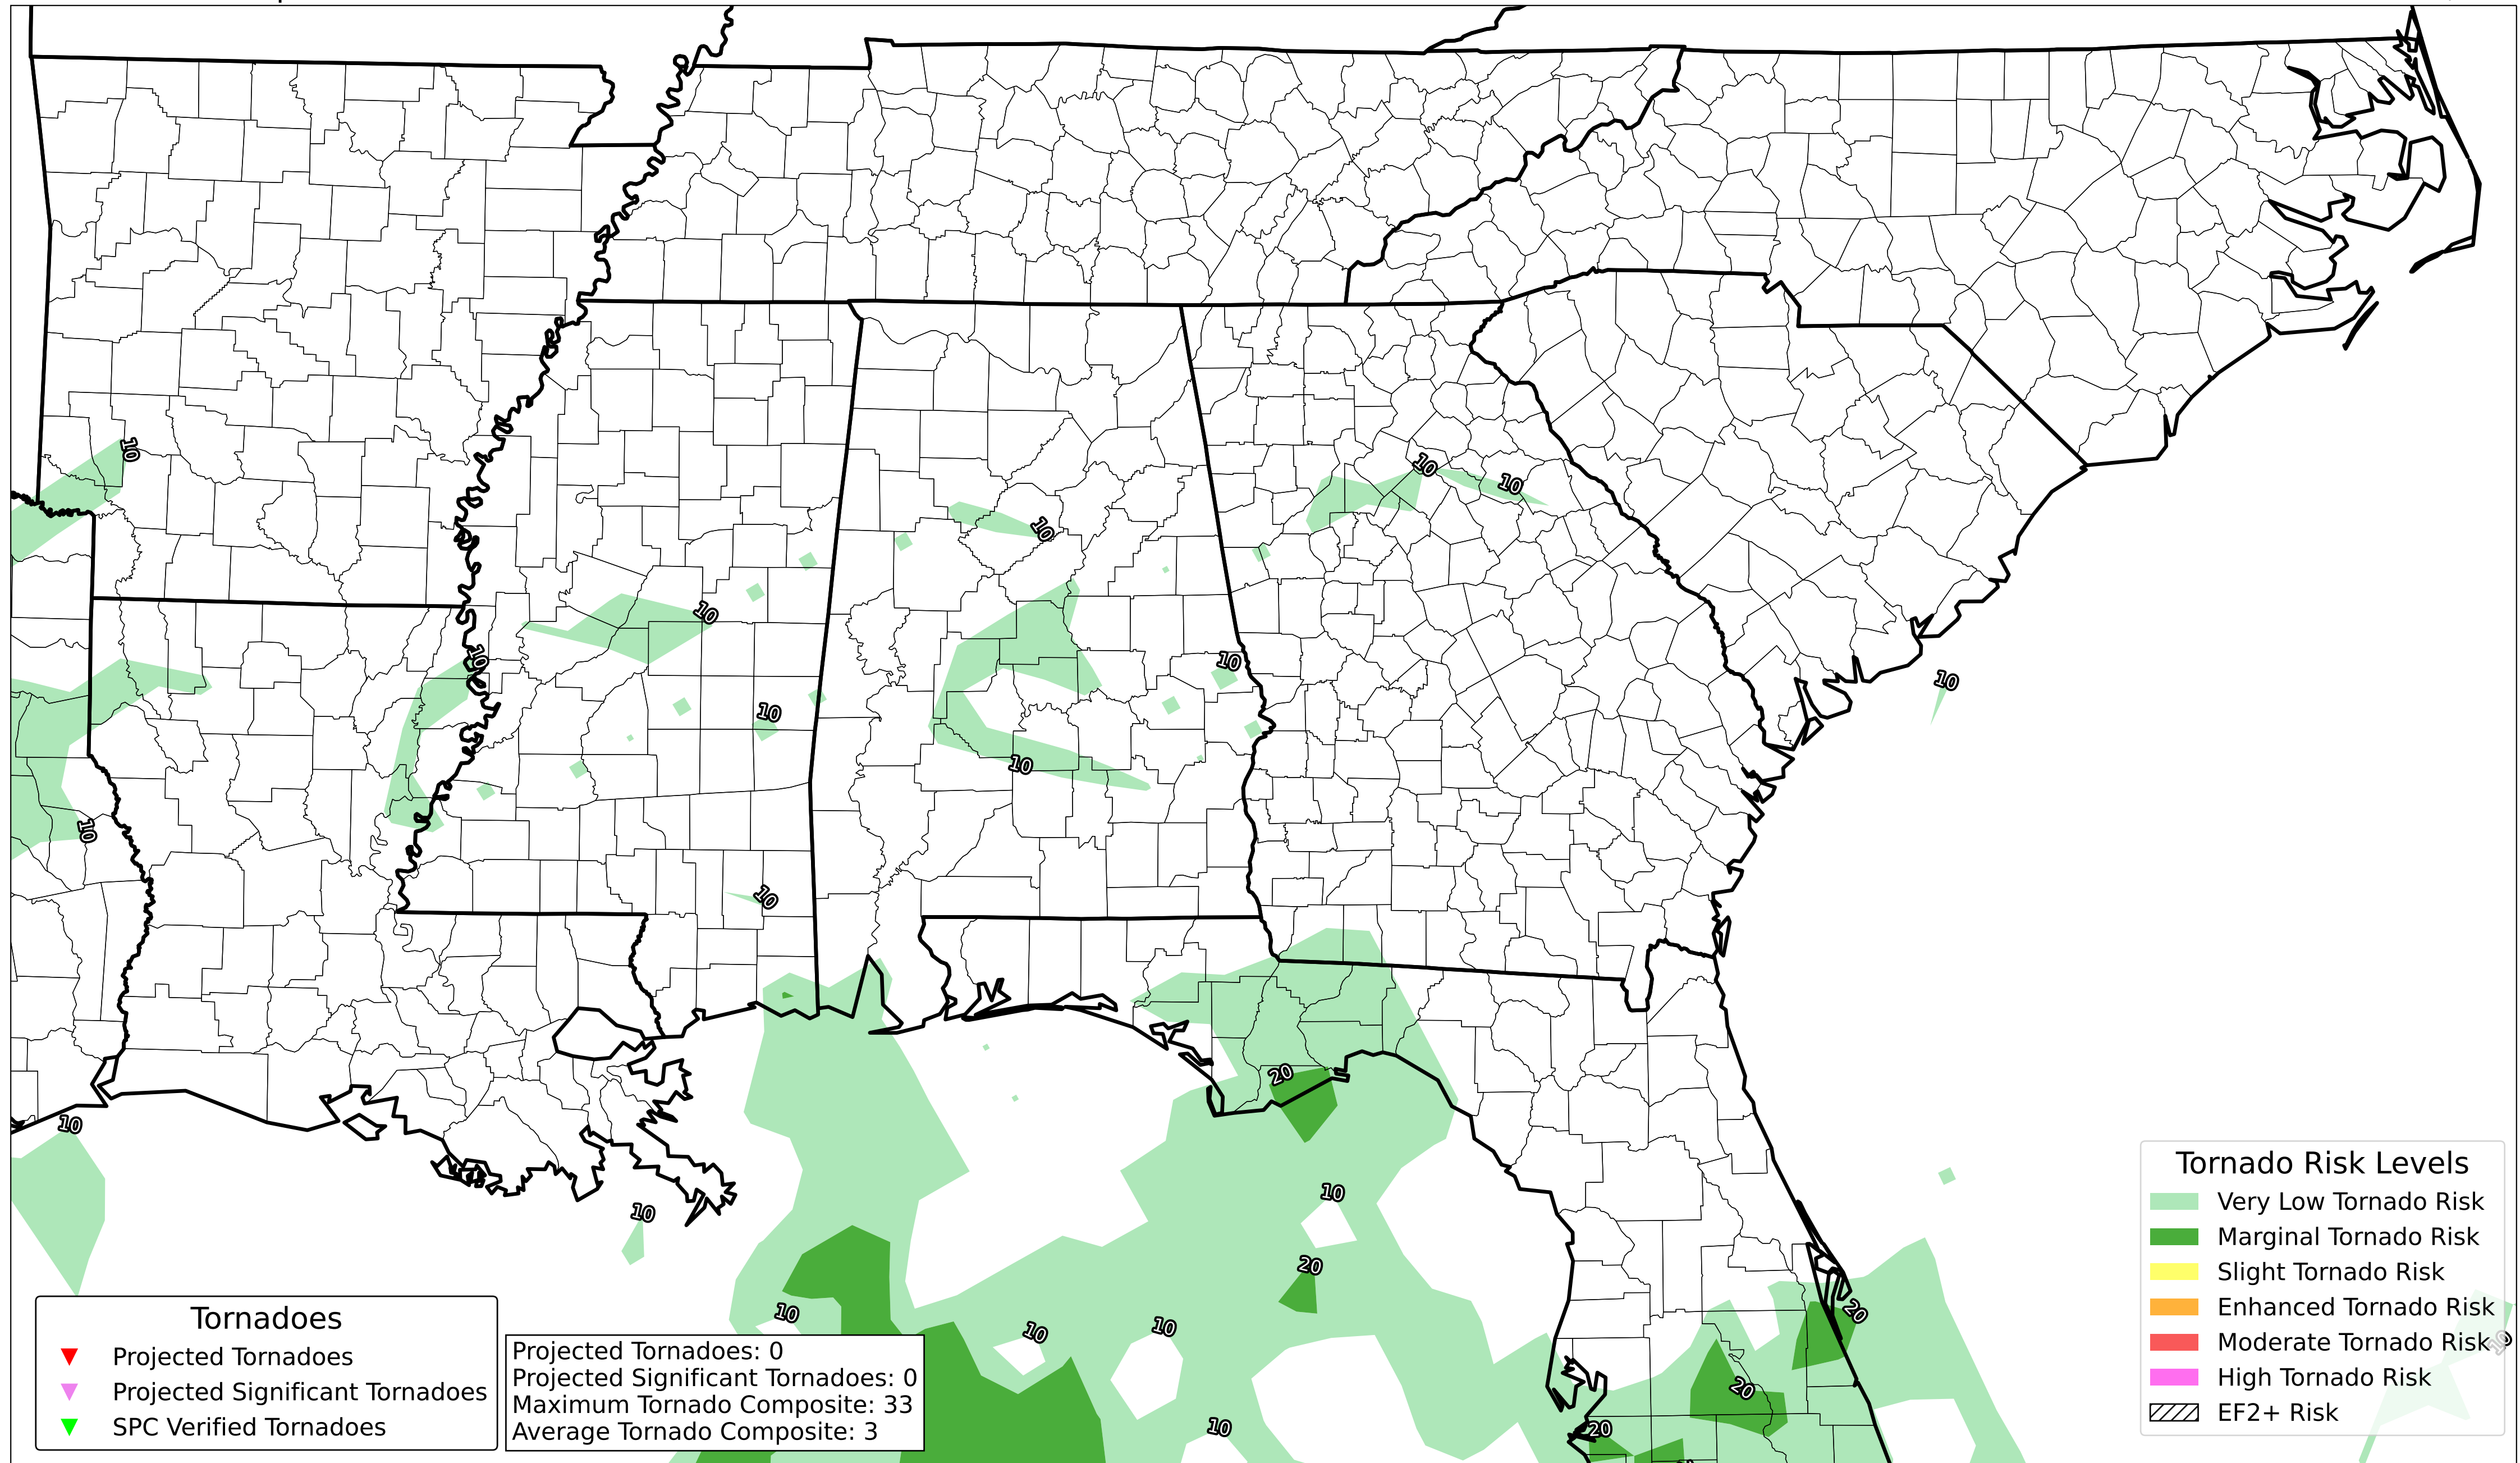 10
10
10
10
10
10
10
10
10
10
10
10
10
20
10
10
10
20
20
10
10
10
20
10
20
10
Tornadoes
Projected Tornadoes
Projected Significant Tornadoes
SPC Verified Tornadoes
Projected Tornadoes: 0
Projected Significant Tornadoes: 0
Maximum Tornado Composite: 33
Average Tornado Composite: 3
Tornado Risk Levels
Very Low Tornado Risk
Marginal Tornado Risk
Slight Tornado Risk
Enhanced Tornado Risk
Moderate Tornado Risk
High Tornado Risk
EF2+ Risk